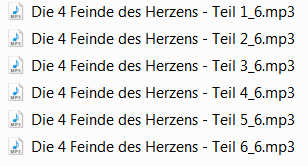 Die 4 Feinde des Herzens - Teil 1_6.mp3
Die 4 Feinde des Herzens - Teil 2_6.mp3
Die 4 Feinde des Herzens - Teil 3_6.mp3
Die 4 Feinde des Herzens - Teil 4_6.mp3
Die 4 Feinde des Herzens - Teil 5_6.mp3
Die 4 Feinde des Herzens - Teil 6_6.mp3